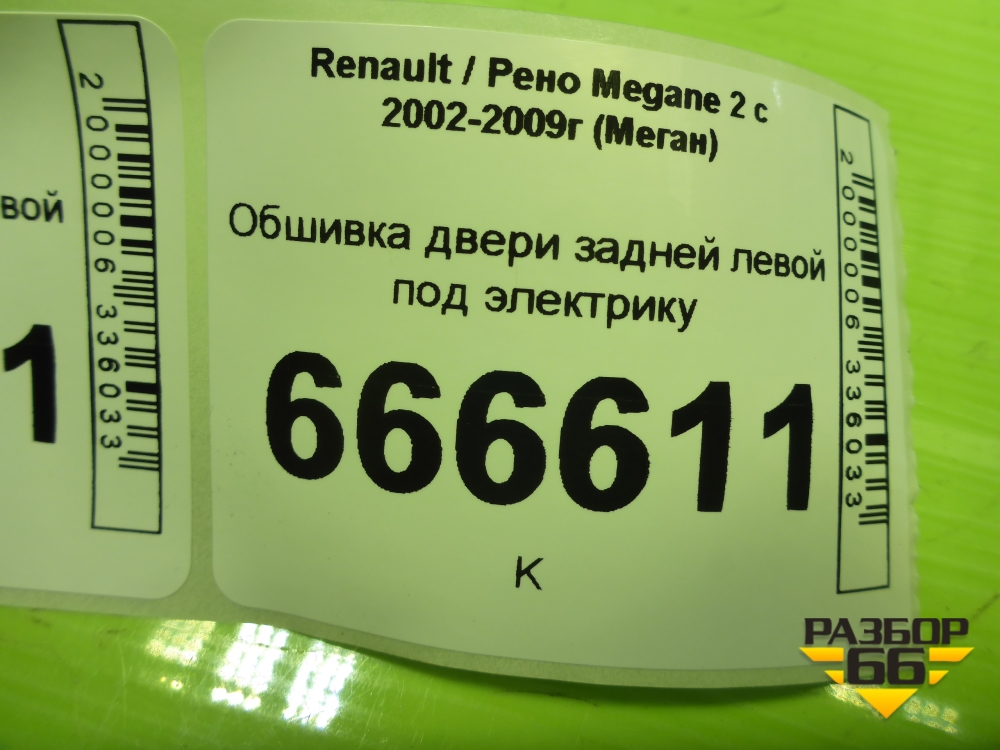 вой
1
2000006336033
Renault / Рено Megane 2 с
2002-2009г (Меган)
Обшивка двери задней левой
под электрику
666611
К
2000006336033
РАЗБОР
66